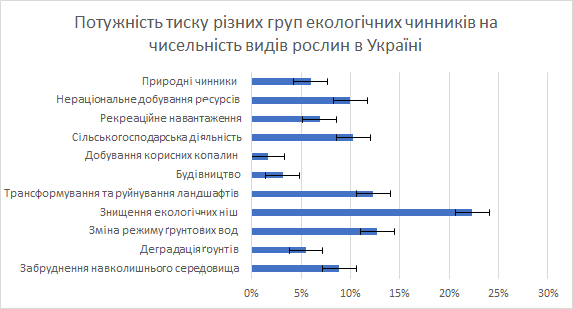 Потужність тиску різних груп екологічних чинників на
чисельність видів рослин в Україні
Природні чинники
Нераціональне добування ресурсів
Рекреаційне навантаження
Сільськогосподарська діяльність
Добування корисних копалин
Будівництво
Трансформування та руйнування ландшафтів
Знищення екологічних ніш
Зміна режиму ґрунтових вод
Деградація ґрунтів
Забруднення навколишнього середовища
0% 5% 10% 15% 20% 25% 30%